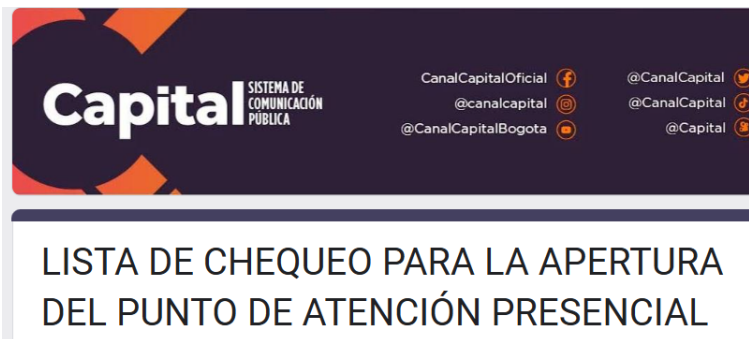 Capital
SISTEMA DE
COMUNICACIÓN
PÚBLICA
CanalCapitalOficial
@canalcapital
@CanalCapitalBogota
@CanalCapital
@CanalCapital
@Capital
LISTA DE CHEQUEO PARA LA APERTURA
DEL PUNTO DE ATENCIÓN PRESENCIAL